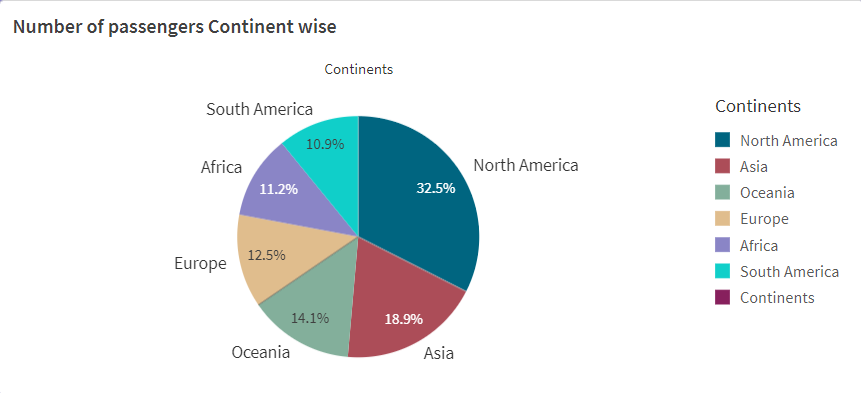 Number of passengers Continent wise
Continents
South America
10.9%
Africa
11.2%
North America
32.5%
Europe
12.5%
14.1%
18.9%
Oceania
Asia
Continents
North America
Asia
Oceania
Europe
Africa
South America
Continents